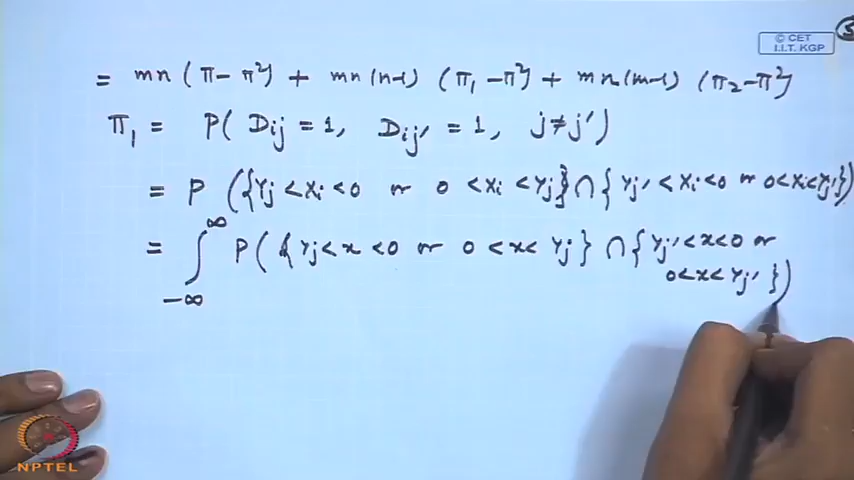 © CET
I.I.T. KGP
= mn (π - π²) + mn(n-1) (π₁ - π²) + mn(m-1) (π₂ - π²)
π₁ = P( Dij = 1, Dij' = 1, j≠j')
= P ({Yj < Xi < 0 or 0 < Xi < Yj} ∩ {Yj' < Xi < 0 or 0 < Xi < Yj'})
= ∫_{-∞}^{∞} P( { Yj < x < 0 or 0 < x < Yj } ∩ { Yj' < x < 0 or
0 < x < Yj' })
NPTEL